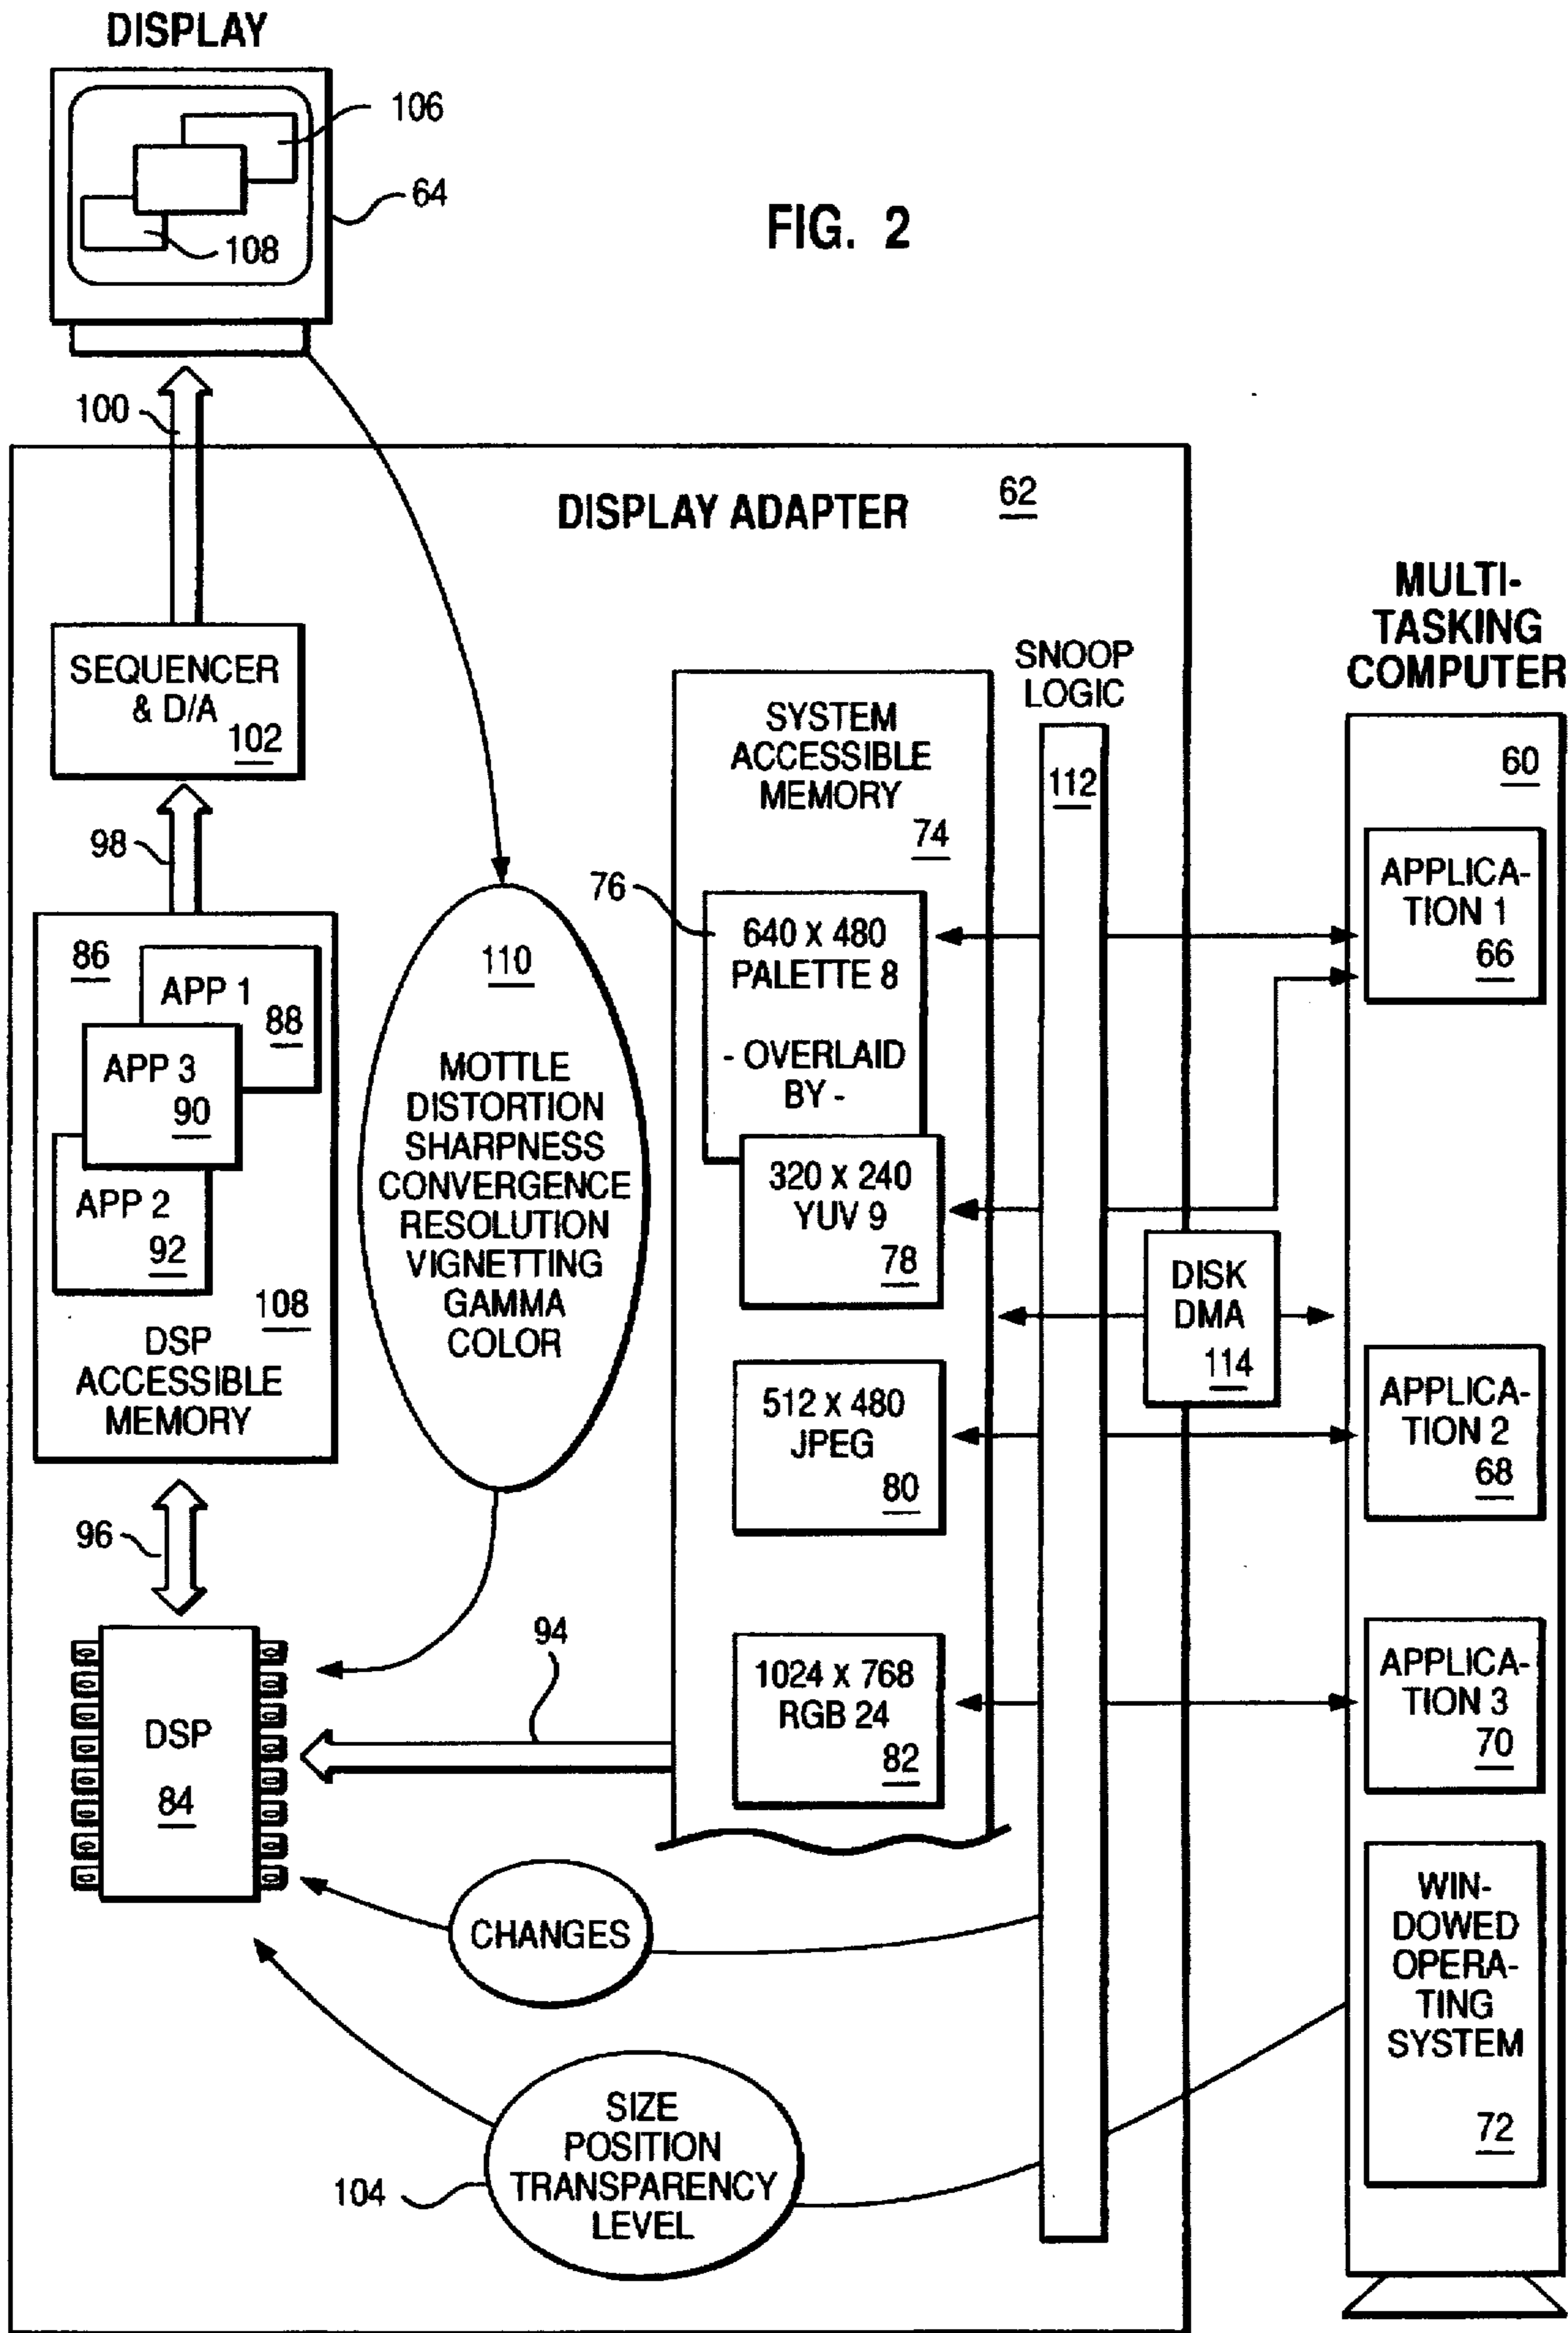 DISPLAY
106
64
108
FIG. 2
100
DISPLAY ADAPTER
62
SEQUENCER
& D/A
102
98
86
APP 1
88
APP 3
90
APP 2
92
108
DSP
ACCESSIBLE
MEMORY
96
DSP
84
110
MOTTLE
DISTORTION
SHARPNESS
CONVERGENCE
RESOLUTION
VIGNETTING
GAMMA
COLOR
94
SYSTEM
ACCESSIBLE
MEMORY
74
76
640 X 480
PALETTE 8
- OVERLAID
BY -
320 X 240
YUV 9
78
512 X 480
JPEG
80
1024 X 768
RGB 24
82
SNOOP
LOGIC
112
DISK
DMA
114
CHANGES
104
SIZE
POSITION
TRANSPARENCY
LEVEL
MULTI-
TASKING
COMPUTER
60
APPLICA-
TION 1
66
APPLICA-
TION 2
68
APPLICA-
TION 3
70
WIN-
DOWED
OPERA-
TING
SYSTEM
72